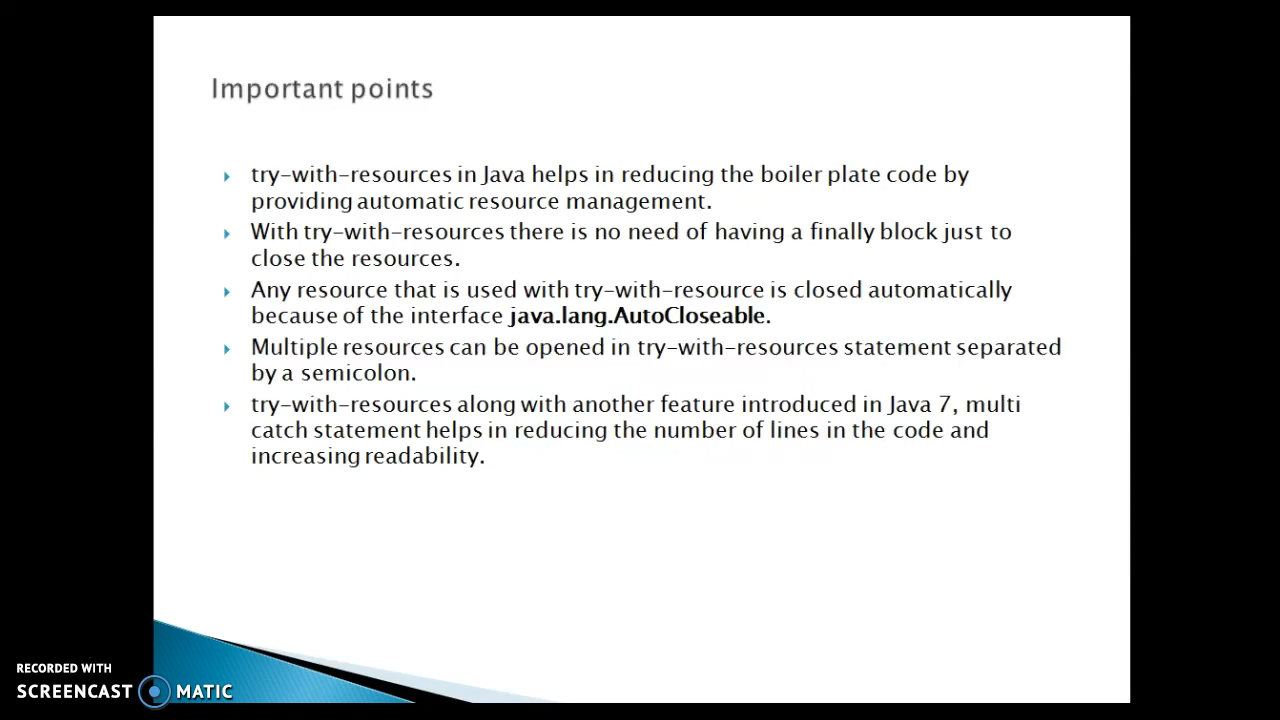 Important points
try-with-resources in Java helps in reducing the boiler plate code by
providing automatic resource management.
With try-with-resources there is no need of having a finally block just to
close the resources.
Any resource that is used with try-with-resource is closed automatically
because of the interface java.lang.AutoCloseable.
Multiple resources can be opened in try-with-resources statement separated
by a semicolon.
try-with-resources along with another feature introduced in Java 7, multi
catch statement helps in reducing the number of lines in the code and
increasing readability.
RECORDED WITH
SCREENCAST MATIC